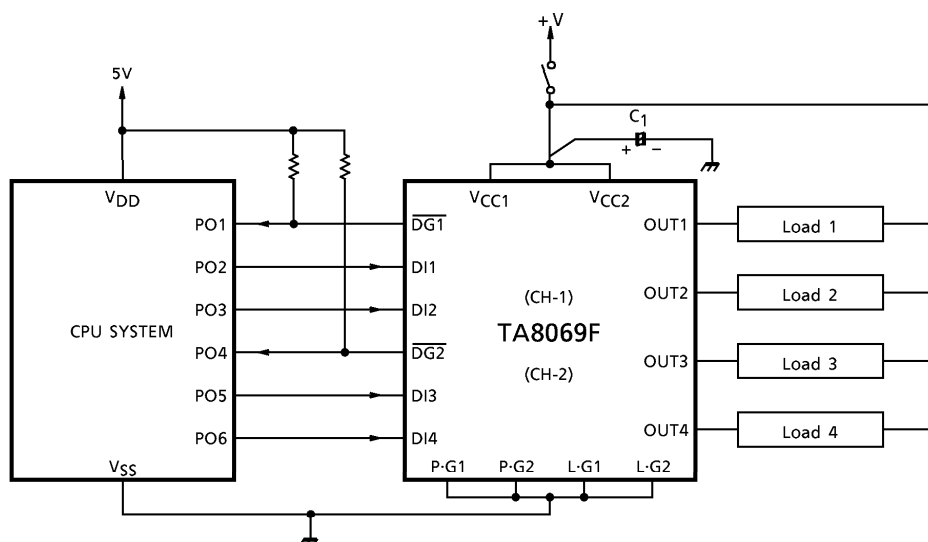 +V
5V
C1
+ −
VDD
VCC1 VCC2
PO1 DG1 OUT1 Load 1
PO2 DI1
PO3 DI2 (CH-1) OUT2 Load 2
CPU SYSTEM TA8069F
PO4 DG2 OUT3 Load 3
(CH-2)
PO5 DI3
PO6 DI4 OUT4 Load 4
VSS P·G1 P·G2 L·G1 L·G2